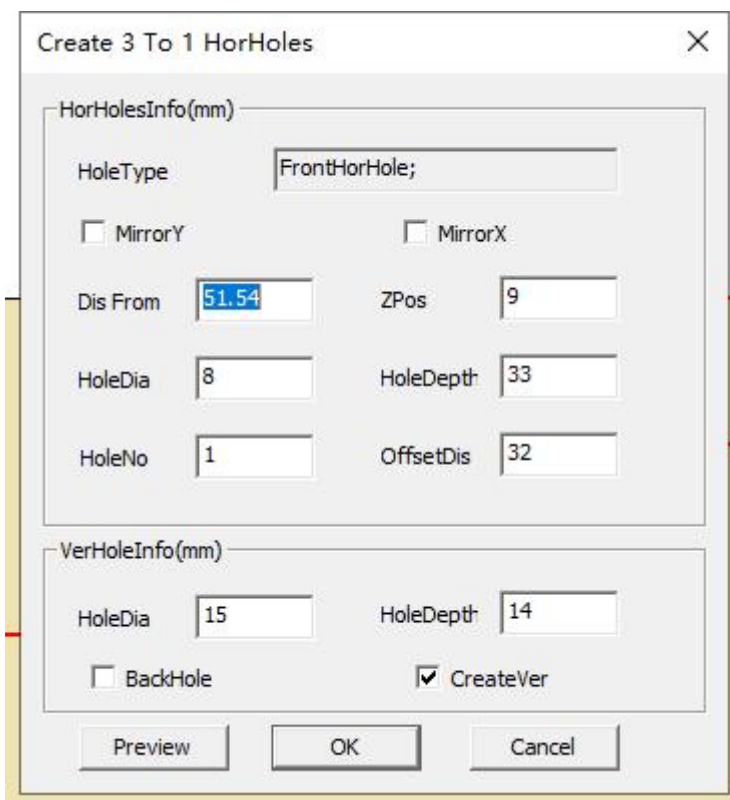 Create 3 To 1 HorHoles
HorHolesInfo(mm)
HoleType FrontHorHole;
MirrorY MirrorX
Dis From 51.54 ZPos 9
HoleDia 8 HoleDepth 33
HoleNo 1 OffsetDis 32
VerHoleInfo(mm)
HoleDia 15 HoleDepth 14
BackHole CreateVer
Preview OK Cancel